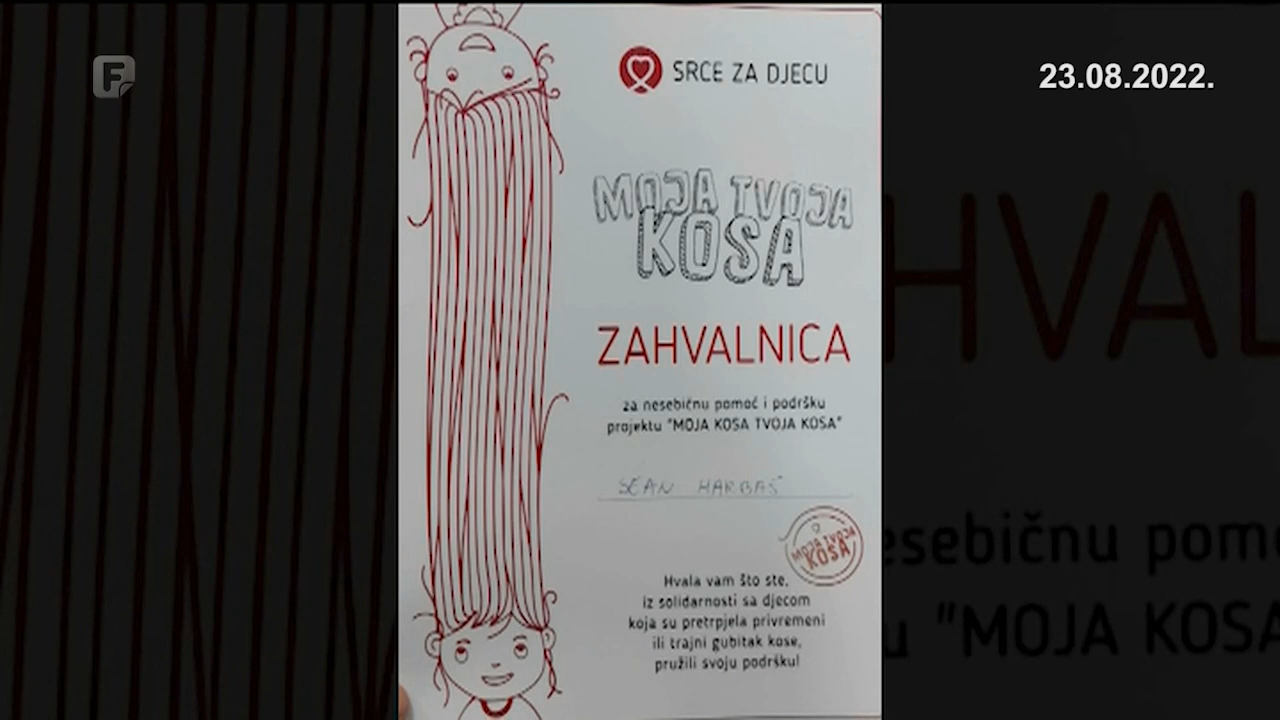 F
23.08.2022.
SRCE ZA DJECU
MOJA TVOJA
KOSA
ZAHVALNICA
za nesebičnu pomoć i podršku
projektu "MOJA KOSA TVOJA KOSA"
SEAN HARBAŠ
MOJA TVOJA
KOSA
Hvala vam što ste,
iz solidarnosti sa djecom
koja su pretrpjela privremeni
ili trajni gubitak kose,
pružili svoju podršku!
HVAL
esebičnu pom
u "MOJA KOSA